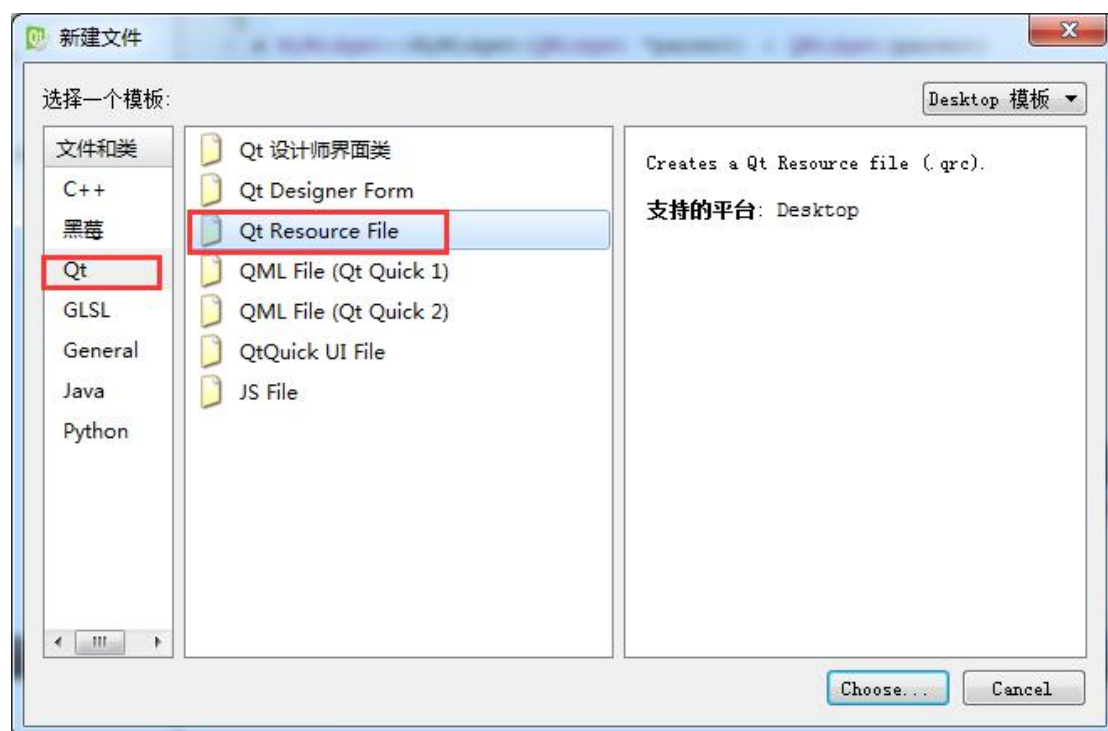 新建文件
选择一个模板:
Desktop 模板
文件和类
C++
黑莓
Qt
GLSL
General
Java
Python
Qt 设计师界面类
Qt Designer Form
Qt Resource File
QML File (Qt Quick 1)
QML File (Qt Quick 2)
QtQuick UI File
JS File
Creates a Qt Resource file (.qrc).
支持的平台: Desktop
Choose...
Cancel